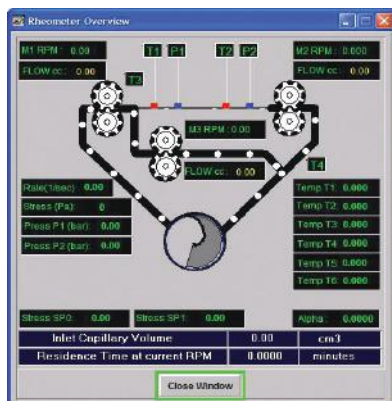 Rheometer Overview
M1 RPM : 0.00
T1 P1 T2 P2
M2 RPM : 0.000
FLOW cc: 0.00
FLOW cc: 0.00
T3
M3 RPM :0.00
FLOW cc: 0.00
T4
Rate(1/sec) 0.00
Stress (Pa): 0
Press P1 (bar): 0.00
Press P2 (bar): 0.00
Temp T1: 0.000
Temp T2: 0.000
Temp T3: 0.000
Temp T4: 0.000
Temp T5: 0.000
Temp T6: 0.000
Stress SP0: 0.00
Stress SP1: 0.00
Alpha : 0.0000
Inlet Capillary Volume 0.00 cm3
Residence Time at current RPM 0.0000 minutes
Close Window